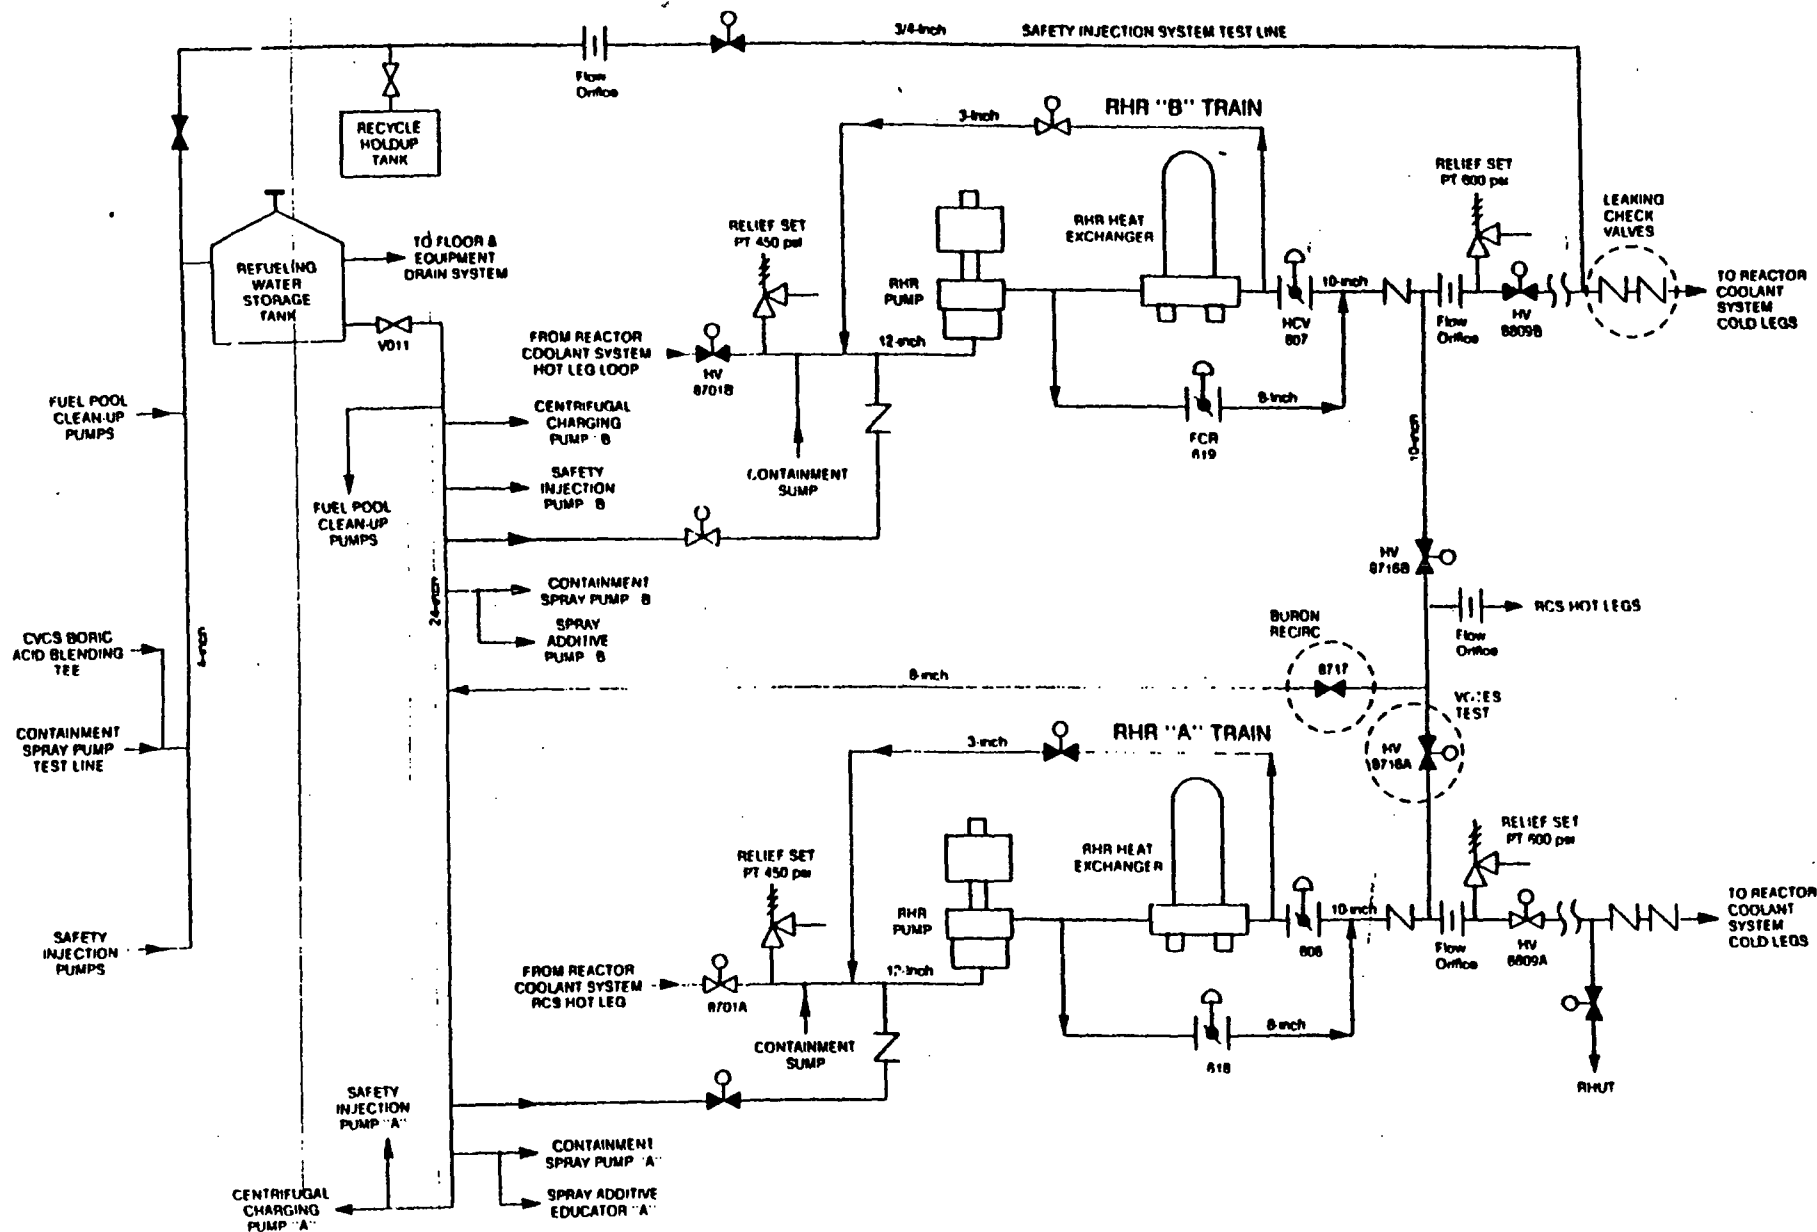 3/4-Inch
SAFETY INJECTION SYSTEM TEST LINE
Flow
Orifice
RECYCLE
HOLDUP
TANK
3-Inch
RHR "B" TRAIN
RELIEF SET
PT 600 psi
LEAKING
CHECK
VALVES
RELIEF SET
PT 450 psi
RHR HEAT
EXCHANGER
TO FLOOR &
EQUIPMENT
DRAIN SYSTEM
REFUELING
WATER
STORAGE
TANK
RHR
PUMP
10-inch
TO REACTOR
COOLANT
SYSTEM
COLD LEGS
HCV
607
Flow
Orifice
HV
8809B
V011
FROM REACTOR
COOLANT SYSTEM
HOT LEG LOOP
HV
8701B
12-inch
FUEL POOL
CLEAN-UP
PUMPS
CENTRIFUGAL
CHARGING
PUMP B
8-inch
FCR
619
10-inch
CONTAINMENT
SUMP
SAFETY
INJECTION
PUMP B
FUEL POOL
CLEAN-UP
PUMPS
HV
8716B
24-inch
CONTAINMENT
SPRAY PUMP B
SPRAY
ADDITIVE
PUMP B
BURON
RECIRC
RCS HOT LEGS
Flow
Orifice
CVCS BORIC
ACID BLENDING
TEE
8-inch
8717
TEST
CONTAINMENT
SPRAY PUMP
TEST LINE
3-inch
RHR "A" TRAIN
HV
8716A
RELIEF SET
PT 600 psi
RELIEF SET
PT 450 psi
RHR HEAT
EXCHANGER
RHR
PUMP
10-inch
TO REACTOR
COOLANT
SYSTEM
COLD LEGS
606
Flow
Orifice
HV
8809A
SAFETY
INJECTION
PUMPS
FROM REACTOR
COOLANT SYSTEM
RCS HOT LEG
8701A
12-inch
8-inch
618
CONTAINMENT
SUMP
RHUT
SAFETY
INJECTION
PUMP "A"
CONTAINMENT
SPRAY PUMP "A"
SPRAY ADDITIVE
EDUCATOR "A"
CENTRIFUGAL
CHARGING
PUMP "A"